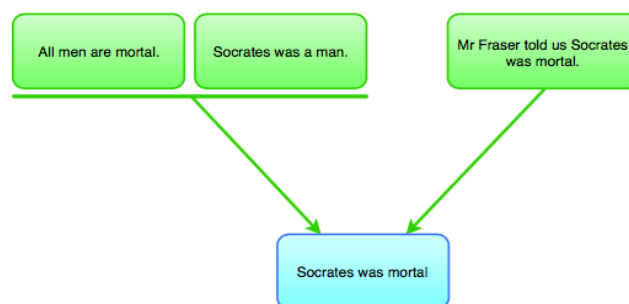 All men are mortal.
Socrates was a man.
Mr Fraser told us Socrates
was mortal.
Socrates was mortal